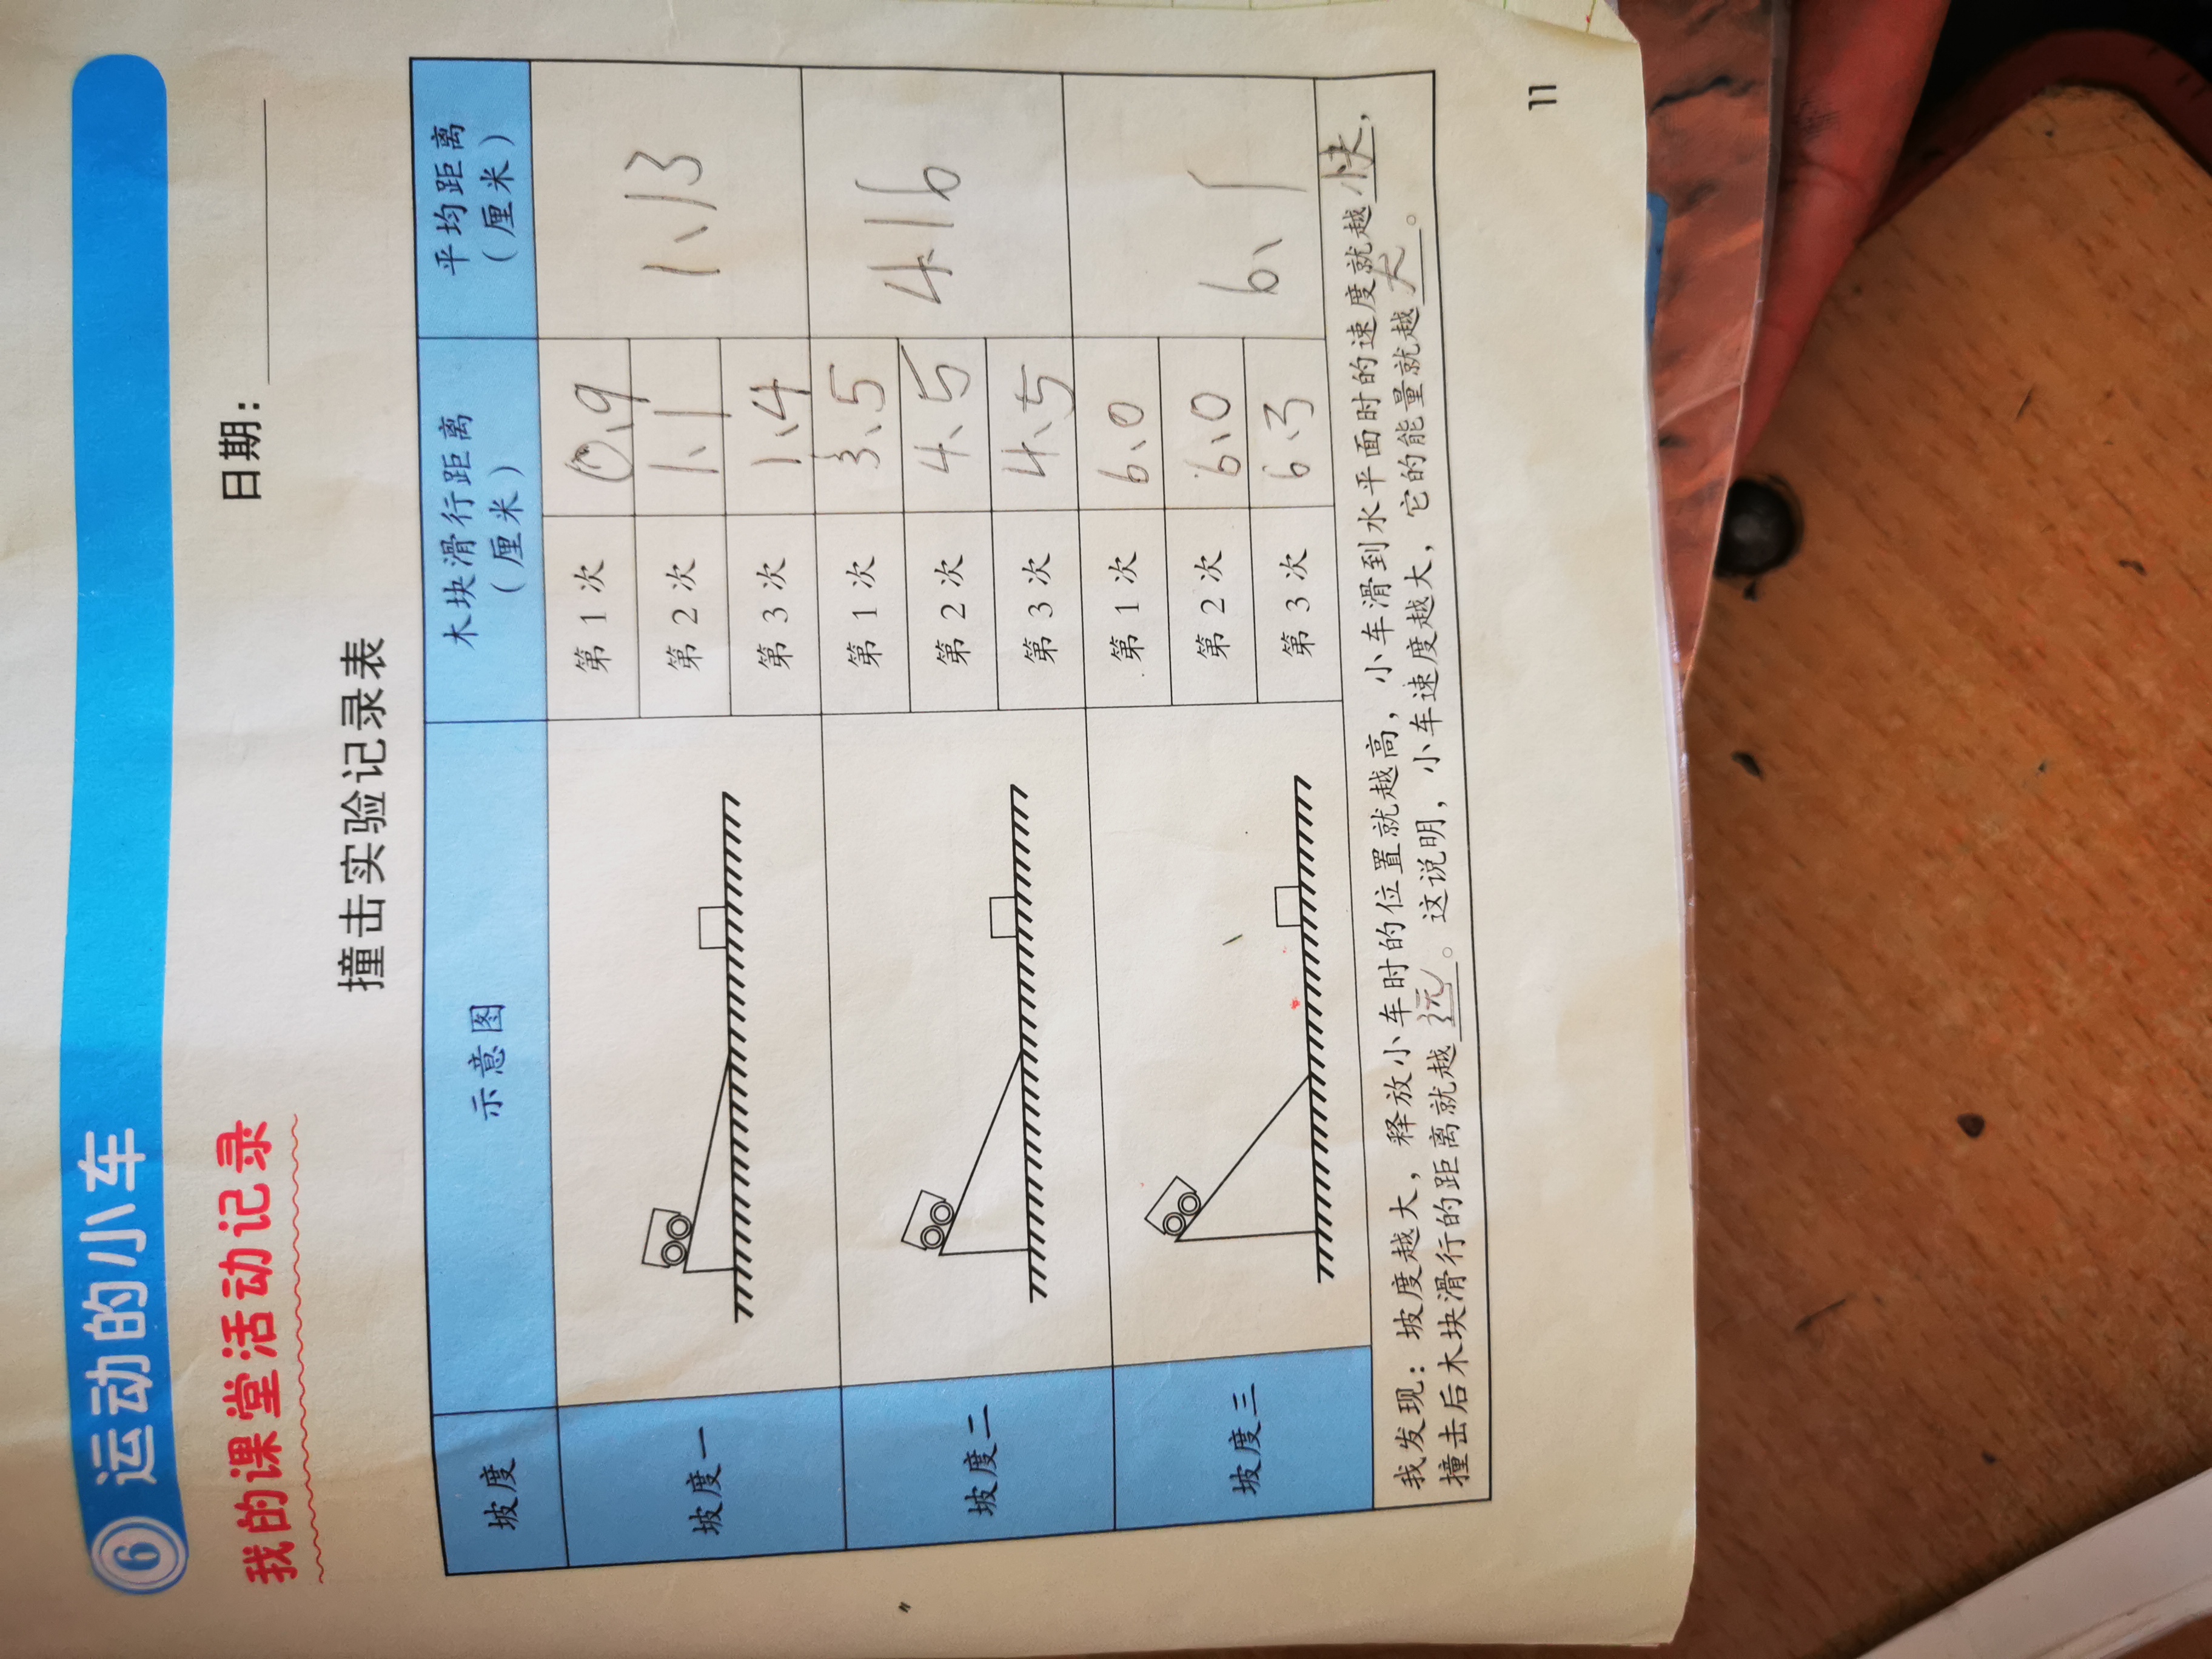 6 运动的小车
我的课堂活动记录
日期：
撞击实验记录表
坡度 示意图 木块滑行距离（厘米） 平均距离（厘米）
坡度一 第1次 0、9 1、13
第2次 1、1
第3次 1、4
坡度二 第1次 3、5 4.16
第2次 4、5
第3次 4、5
坡度三 第1次 6、0 6、1
第2次 6、0
第3次 6、3
我发现：坡度越大，释放小车时的位置就越高，小车滑到水平面时的速度就越快，
撞击后木块滑行的距离就越远。这说明，小车速度越大，它的能量就越大。
11